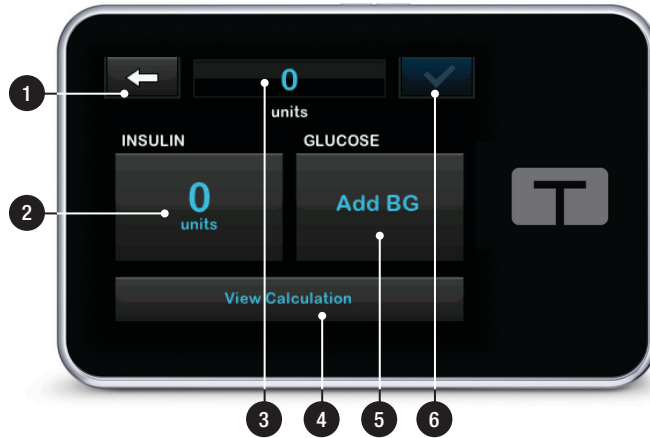 0
units
INSULIN
GLUCOSE
0
units
Add BG
View Calculation
1
2
3
4
5
6